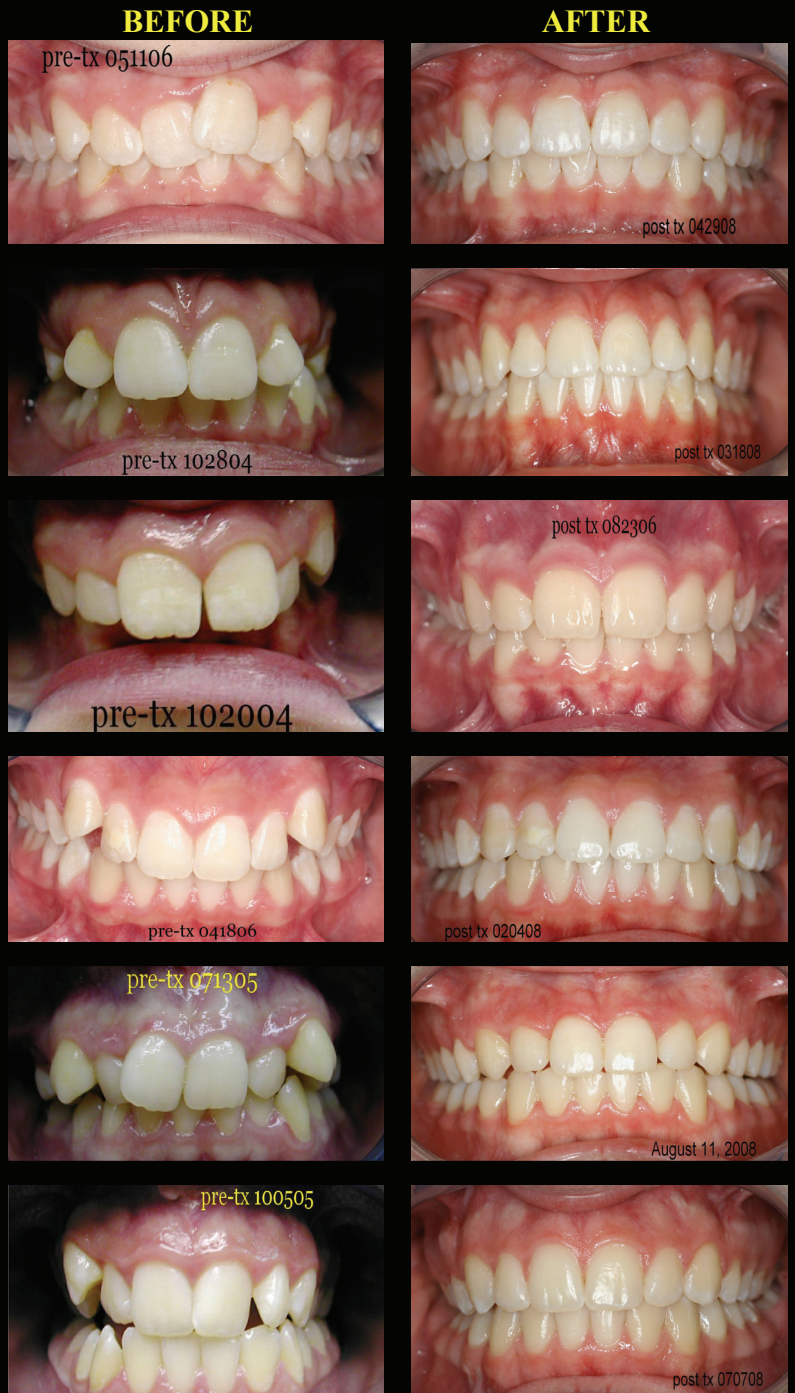 BEFORE AFTER
pre-tx 051106
post tx 042908
pre-tx 102804
post tx 031808
pre-tx 102004
post tx 082306
pre-tx 041806
post tx 020408
pre-tx 071305
August 11, 2008
pre-tx 100505
post tx 070708